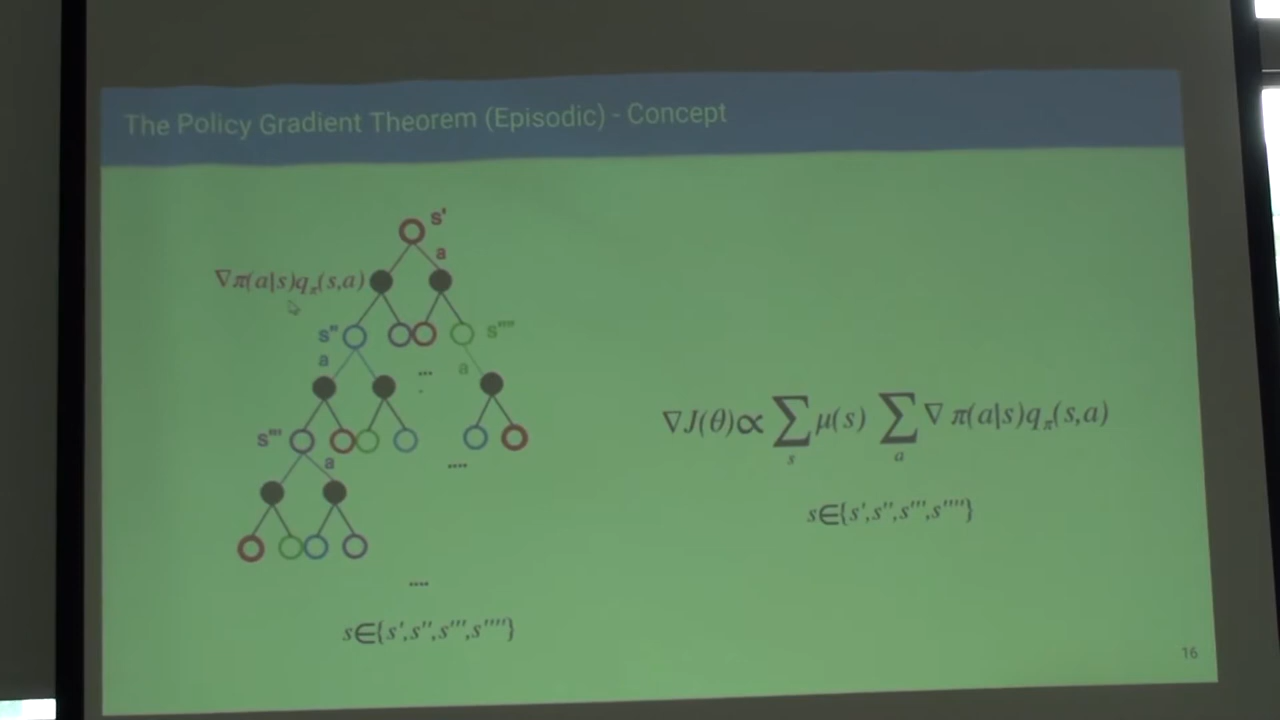 The Policy Gradient Theorem (Episodic) - Concept
s'
a
∇π(a|s)q_π(s,a)
s''
s''''
a
...
a
.
s'''
a
....
∇J(θ)∝∑_s μ(s) ∑_a ∇π(a|s)q_π(s,a)
s∈{s',s'',s''',s''''}
....
s∈{s',s'',s''',s''''}
16